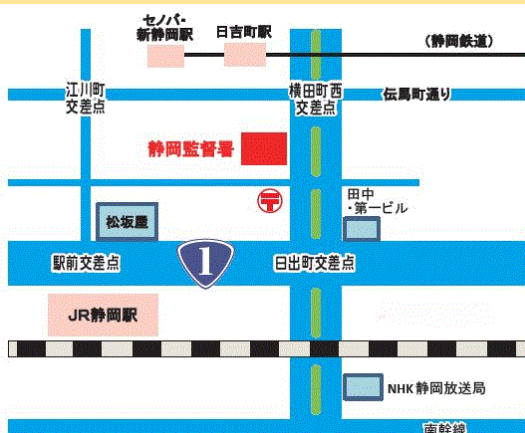 セノバ・
新静岡駅
日吉町駅
(静岡鉄道)
江川町
交差点
横田町西
交差点
伝馬町通り
静岡監督署
〒
田中
・第一ビル
松坂屋
駅前交差点
1
日出町交差点
JR静岡駅
NHK静岡放送局
南幹線